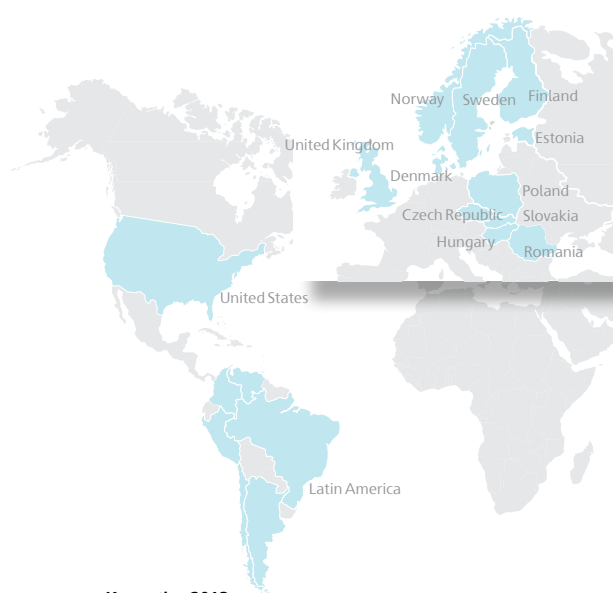 Norway
Sweden
Finland
United Kingdom
Estonia
Denmark
Poland
Czech Republic
Slovakia
Hungary
Romania
United States
Latin America